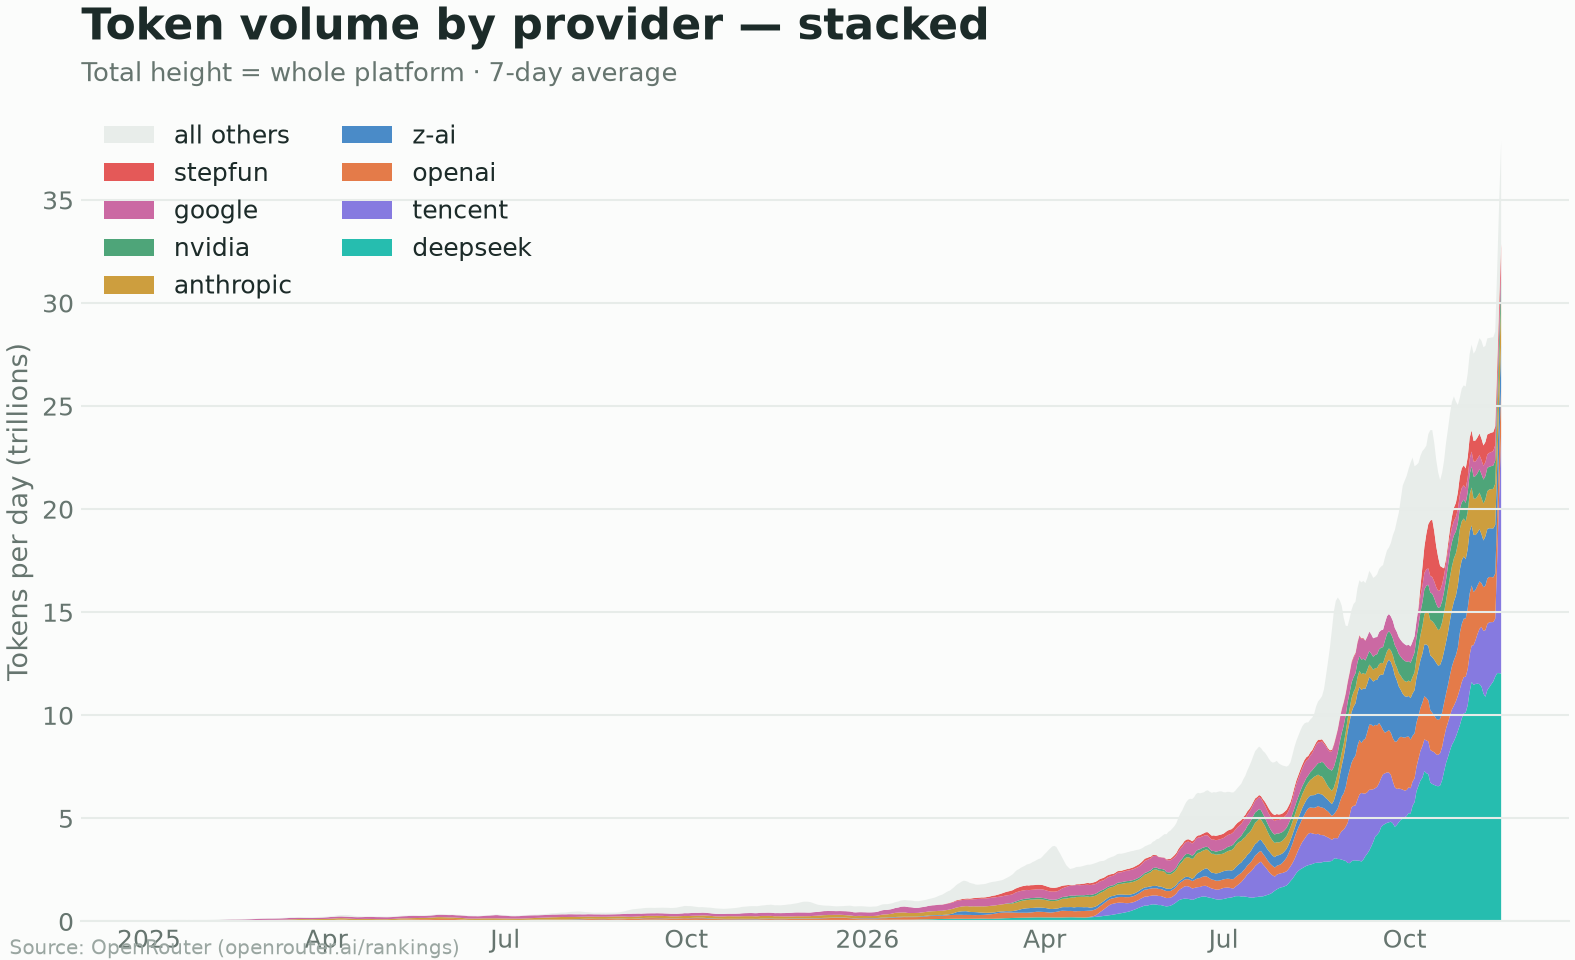 Token volume by provider — stacked
Total height = whole platform · 7-day average
all others
stepfun
google
nvidia
anthropic
z-ai
openai
tencent
deepseek
Tokens per day (trillions)
35
30
25
20
15
10
5
0
2025
Apr
Jul
Oct
2026
Apr
Jul
Oct
Source: OpenRouter (openrouter.ai/rankings)